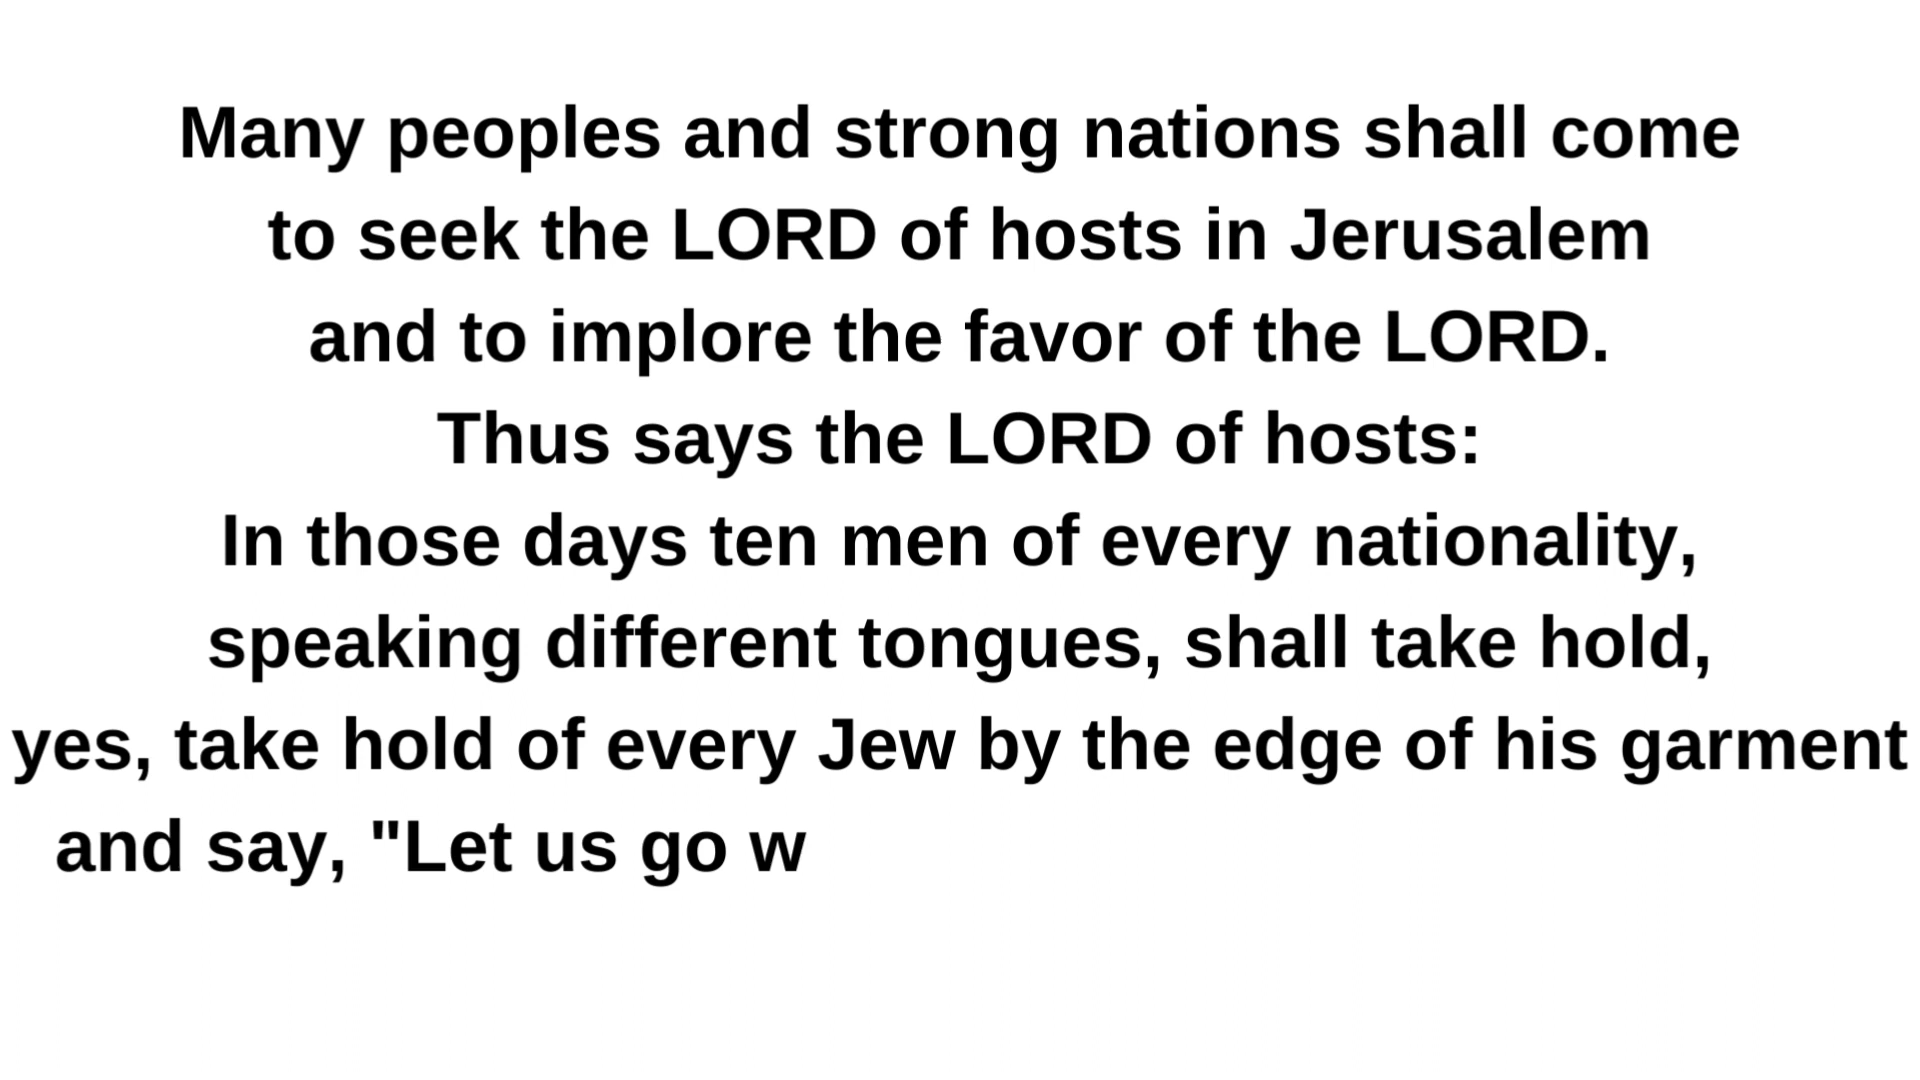 Many peoples and strong nations shall come
to seek the LORD of hosts in Jerusalem
and to implore the favor of the LORD.
Thus says the LORD of hosts:
In those days ten men of every nationality,
speaking different tongues, shall take hold,
yes, take hold of every Jew by the edge of his garment
and say, "Let us go w